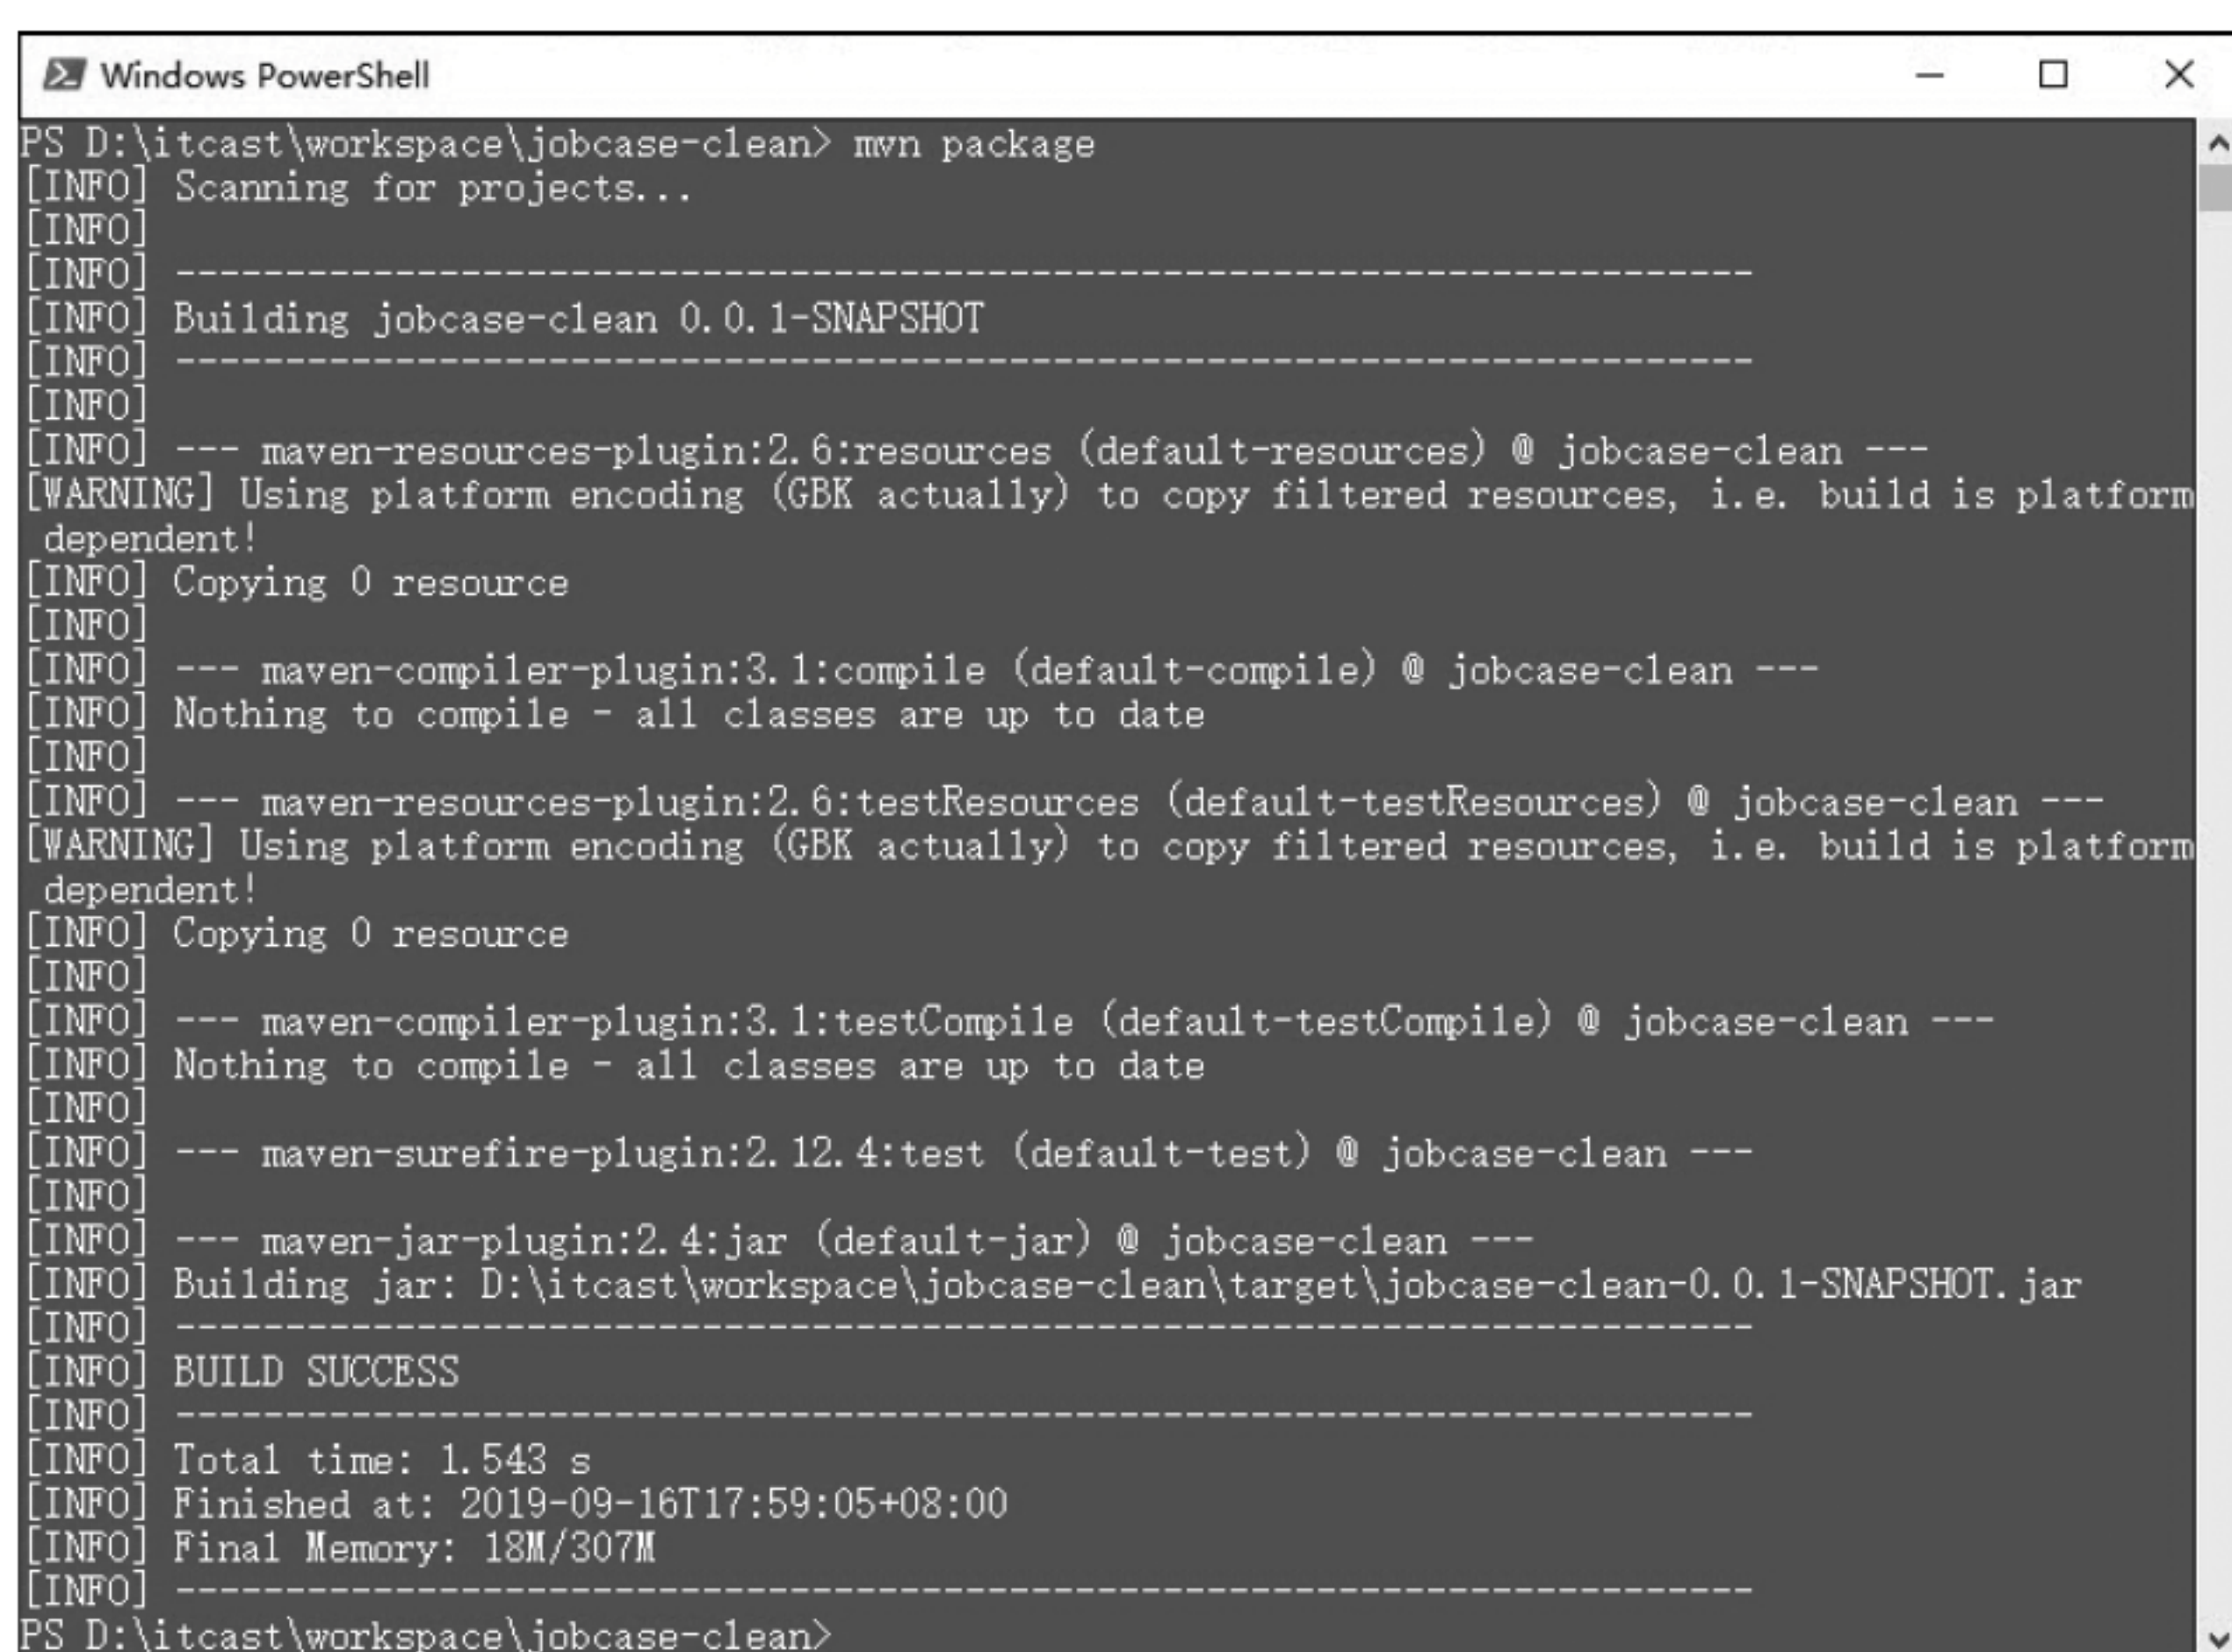 Windows PowerShell
PS D:\itcast\workspace\jobcase-clean> mvn package
[INFO] Scanning for projects...
[INFO]
[INFO] ------------------------------------------------------------------------
[INFO] Building jobcase-clean 0.0.1-SNAPSHOT
[INFO] ------------------------------------------------------------------------
[INFO]
[INFO] --- maven-resources-plugin:2.6:resources (default-resources) @ jobcase-clean ---
[WARNING] Using platform encoding (GBK actually) to copy filtered resources, i.e. build is platform
dependent!
[INFO] Copying 0 resource
[INFO]
[INFO] --- maven-compiler-plugin:3.1:compile (default-compile) @ jobcase-clean ---
[INFO] Nothing to compile - all classes are up to date
[INFO]
[INFO] --- maven-resources-plugin:2.6:testResources (default-testResources) @ jobcase-clean ---
[WARNING] Using platform encoding (GBK actually) to copy filtered resources, i.e. build is platform
dependent!
[INFO] Copying 0 resource
[INFO]
[INFO] --- maven-compiler-plugin:3.1:testCompile (default-testCompile) @ jobcase-clean ---
[INFO] Nothing to compile - all classes are up to date
[INFO]
[INFO] --- maven-surefire-plugin:2.12.4:test (default-test) @ jobcase-clean ---
[INFO]
[INFO] --- maven-jar-plugin:2.4:jar (default-jar) @ jobcase-clean ---
[INFO] Building jar: D:\itcast\workspace\jobcase-clean\target\jobcase-clean-0.0.1-SNAPSHOT.jar
[INFO] ------------------------------------------------------------------------
[INFO] BUILD SUCCESS
[INFO] ------------------------------------------------------------------------
[INFO] Total time: 1.543 s
[INFO] Finished at: 2019-09-16T17:59:05+08:00
[INFO] Final Memory: 18M/307M
[INFO] ------------------------------------------------------------------------
PS D:\itcast\workspace\jobcase-clean>